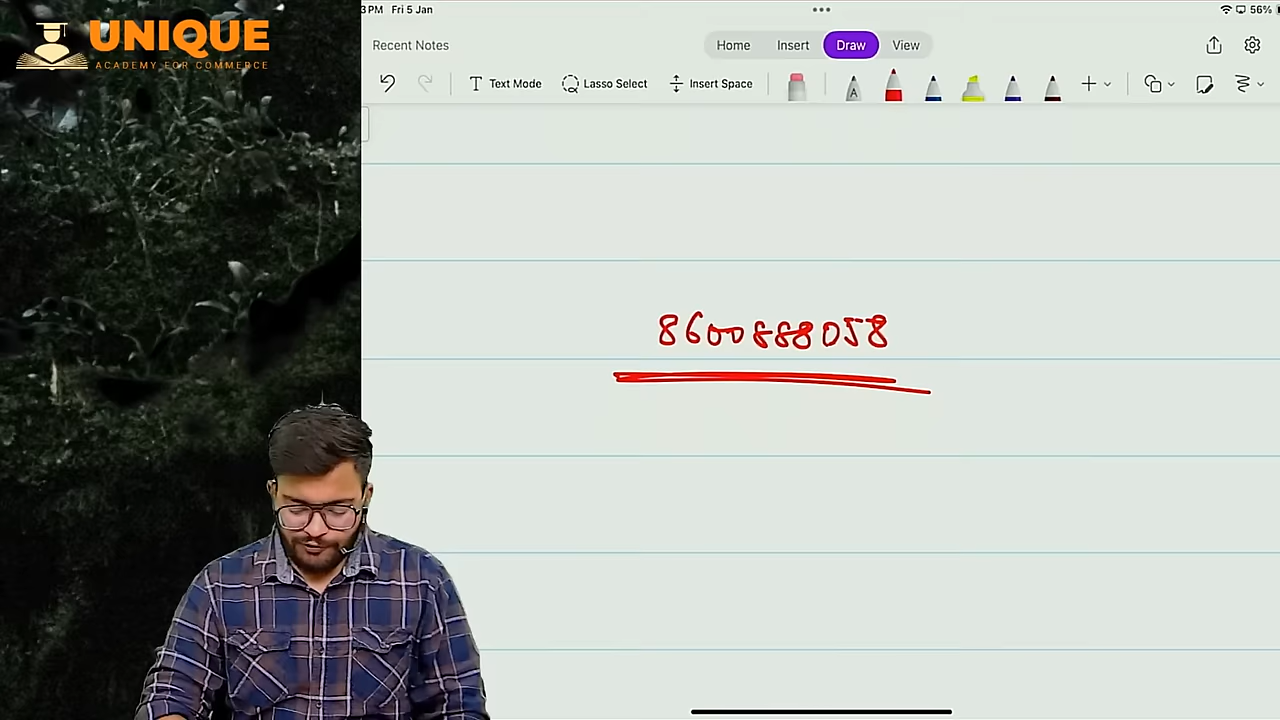 3PM Fri 5 Jan
56%
UNIQUE
ACADEMY FOR COMMERCE
Recent Notes
Home Insert Draw View
Text Mode Lasso Select Insert Space
A
8600888058